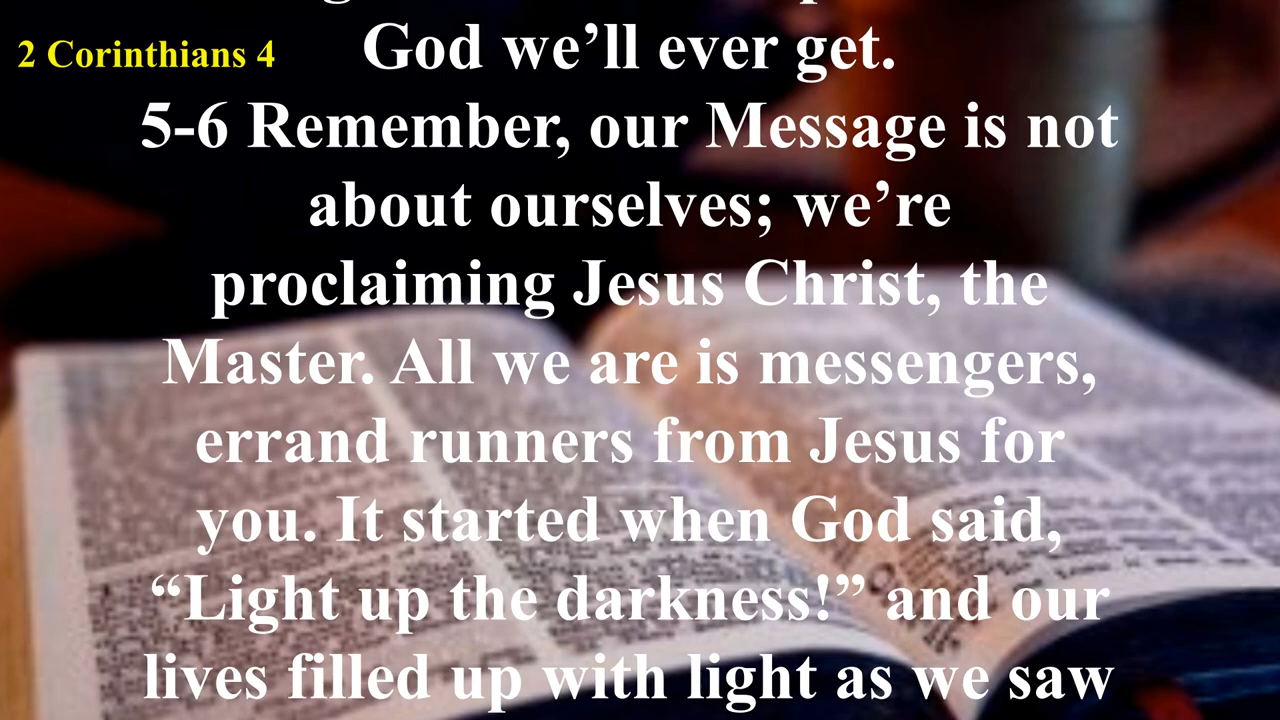 2 Corinthians 4
God we’ll ever get.
5-6 Remember, our Message is not
about ourselves; we’re
proclaiming Jesus Christ, the
Master. All we are is messengers,
errand runners from Jesus for
you. It started when God said,
“Light up the darkness!” and our
lives filled up with light as we saw